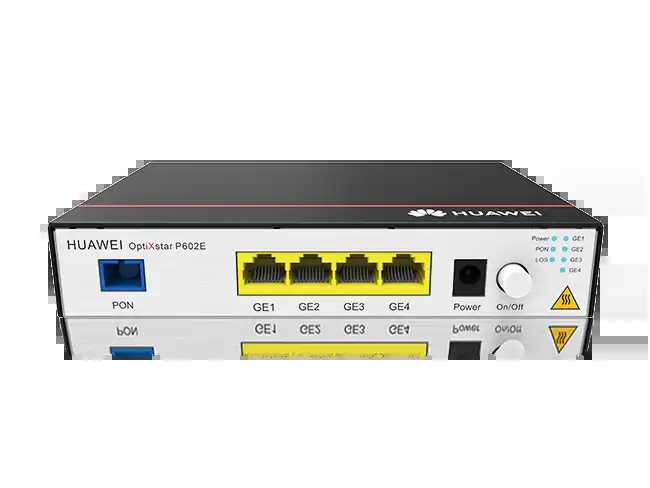 HUAWEI
HUAWEI OptiXstar P602E
Power GE1
PON GE2
LOS GE3
GE4
PON
GE1 GE2 GE3 GE4 Power On/Off